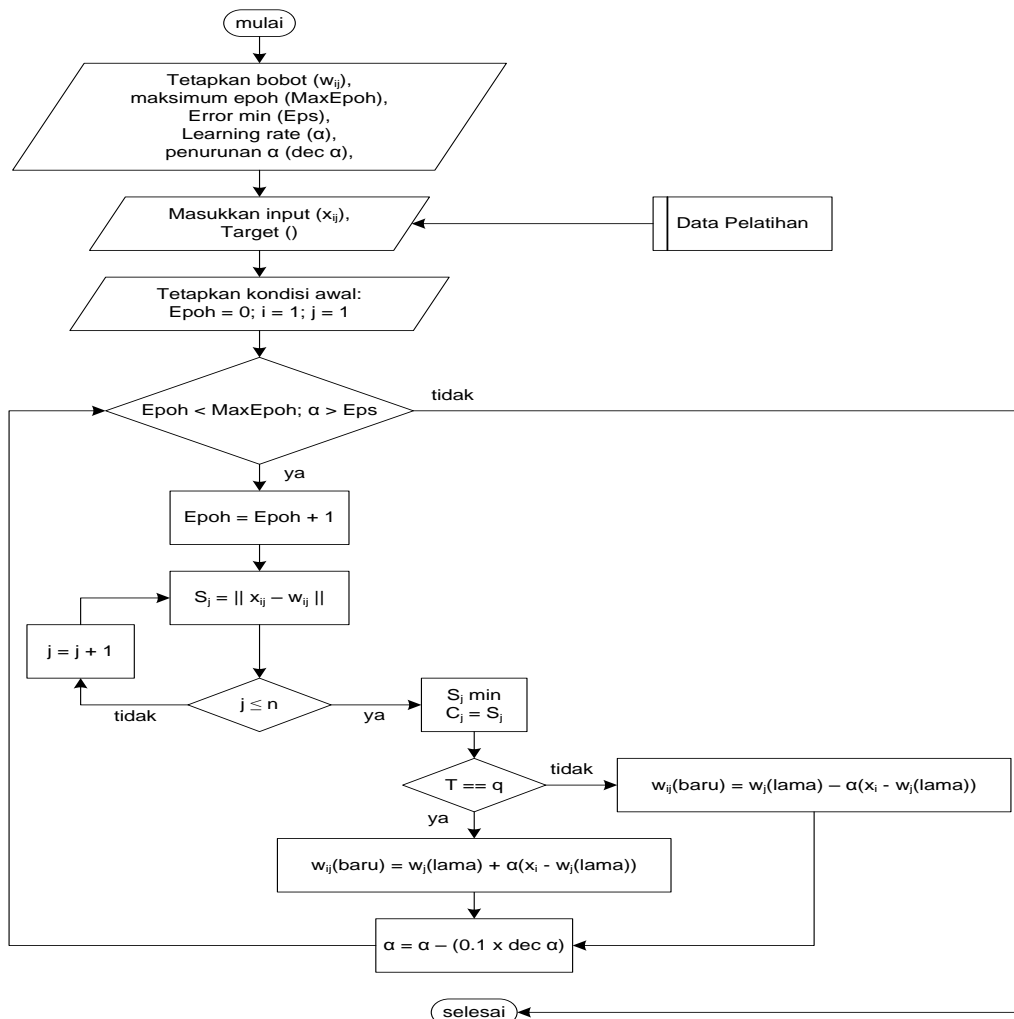 mulai
Tetapkan bobot (wij),
maksimum epoh (MaxEpoh),
Error min (Eps),
Learning rate (α),
penurunan α (dec α),
Masukkan input (xij),
Target ()
Data Pelatihan
Tetapkan kondisi awal:
Epoh = 0; i = 1; j = 1
Epoh < MaxEpoh; α > Eps
tidak
ya
Epoh = Epoh + 1
Sj = || xij – wij ||
j = j + 1
j ≤ n
tidak
ya
Sj min
Cj = Sj
T == q
tidak
ya
wij(baru) = wj(lama) – α(xi - wj(lama))
wij(baru) = wj(lama) + α(xi - wj(lama))
α = α – (0.1 x dec α)
selesai